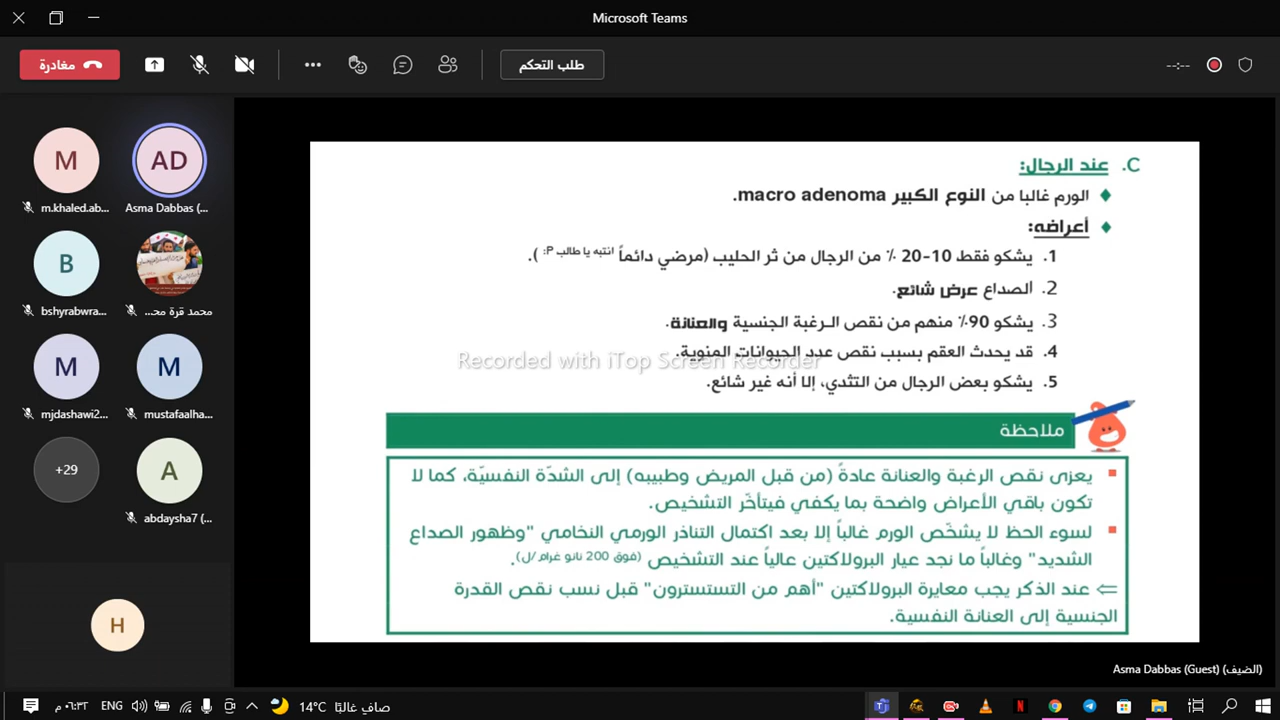 Microsoft Teams
مغادرة
طلب التحكم
--:--
M
AD
m.khaled.ab...
Asma Dabbas (...
B
bshyrabwra...
محمد قرة مح...
M
M
mjdashawi2...
mustafaalha...
+29
A
abdaysha7 (...
H
C. عند الرجال:
الورم غالبا من النوع الكبير macro adenoma.
أعراضه:
1. يشكو فقط 10-20 ٪ من الرجال من ثر الحليب (مرضي دائماً انتبه يا طالب P: ).
2. الصداع عرض شائع.
3. يشكو 90٪ منهم من نقص الرغبة الجنسية والعنانة.
4. قد يحدث العقم بسبب نقص عدد الحيوانات المنوية.
Recorded with iTop Screen Recorder
5. يشكو بعض الرجال من التثدي، إلا أنه غير شائع.
ملاحظة
يعزى نقص الرغبة والعنانة عادةً (من قبل المريض وطبيبه) إلى الشدّة النفسيّة، كما لا
تكون باقي الأعراض واضحة بما يكفي فيتأخّر التشخيص.
لسوء الحظ لا يشخّص الورم غالباً إلا بعد اكتمال التناذر الورمي النخامي "وظهور الصداع
الشديد" وغالباً ما نجد عيار البرولاكتين عالياً عند التشخيص (فوق 200 نانو غرام /ل).
⇐ عند الذكر يجب معايرة البرولاكتين "أهم من التستسترون" قبل نسب نقص القدرة
الجنسية إلى العنانة النفسية.
Asma Dabbas (Guest) (الضيف)
٠٦:٣٢ م
ENG
14°C صافٍ غالبًا